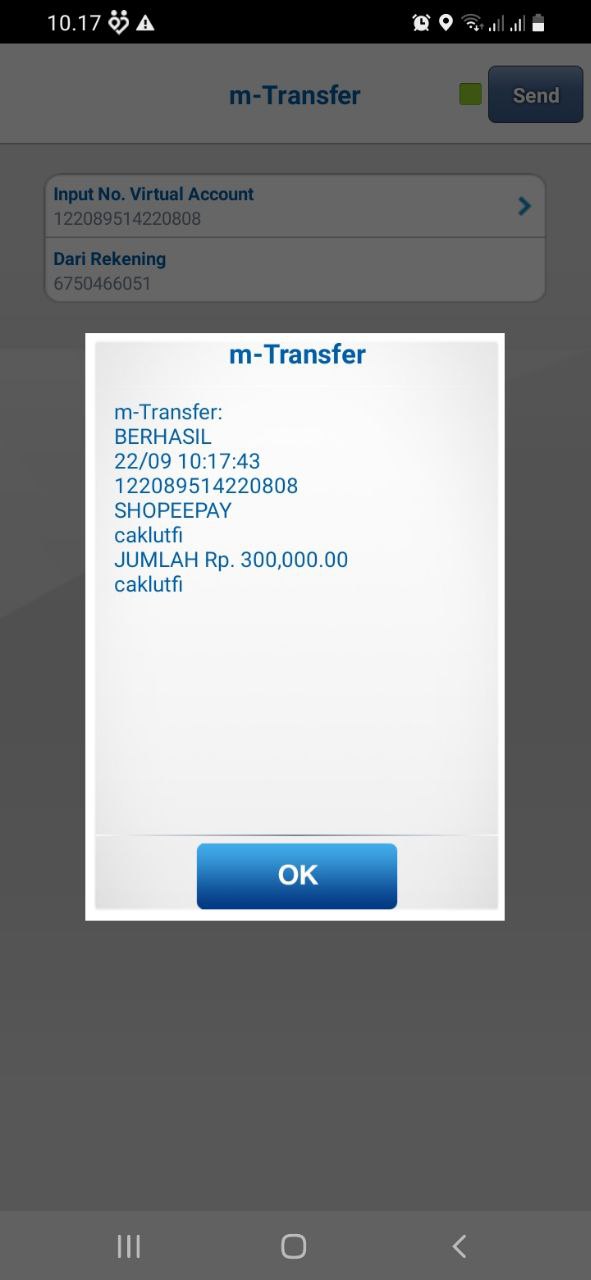 10.17
m-Transfer
Send
Input No. Virtual Account
122089514220808
Dari Rekening
6750466051
m-Transfer
m-Transfer:
BERHASIL
22/09 10:17:43
122089514220808
SHOPEEPAY
caklutfi
JUMLAH Rp. 300,000.00
caklutfi
OK